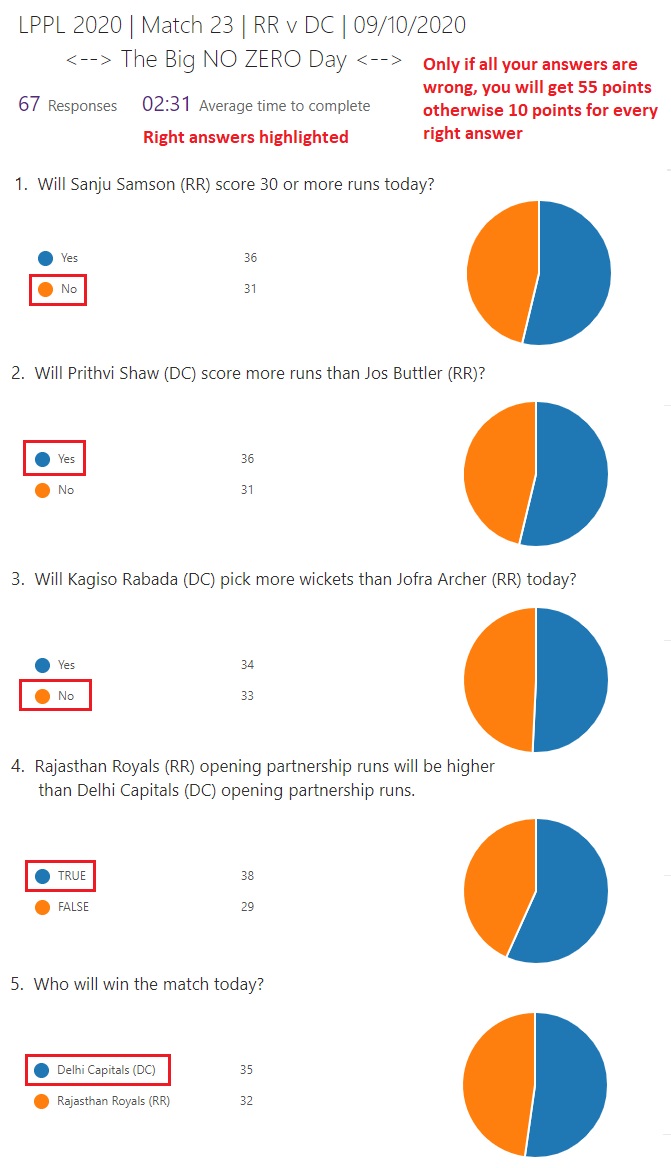 LPPL 2020 | Match 23 | RR v DC | 09/10/2020
<--> The Big NO ZERO Day <-->
Only if all your answers are
wrong, you will get 55 points
otherwise 10 points for every
right answer
67 Responses 02:31 Average time to complete
Right answers highlighted
1. Will Sanju Samson (RR) score 30 or more runs today?
Yes 36
No 31
2. Will Prithvi Shaw (DC) score more runs than Jos Buttler (RR)?
Yes 36
No 31
3. Will Kagiso Rabada (DC) pick more wickets than Jofra Archer (RR) today?
Yes 34
No 33
4. Rajasthan Royals (RR) opening partnership runs will be higher
than Delhi Capitals (DC) opening partnership runs.
TRUE 38
FALSE 29
5. Who will win the match today?
Delhi Capitals (DC) 35
Rajasthan Royals (RR) 32